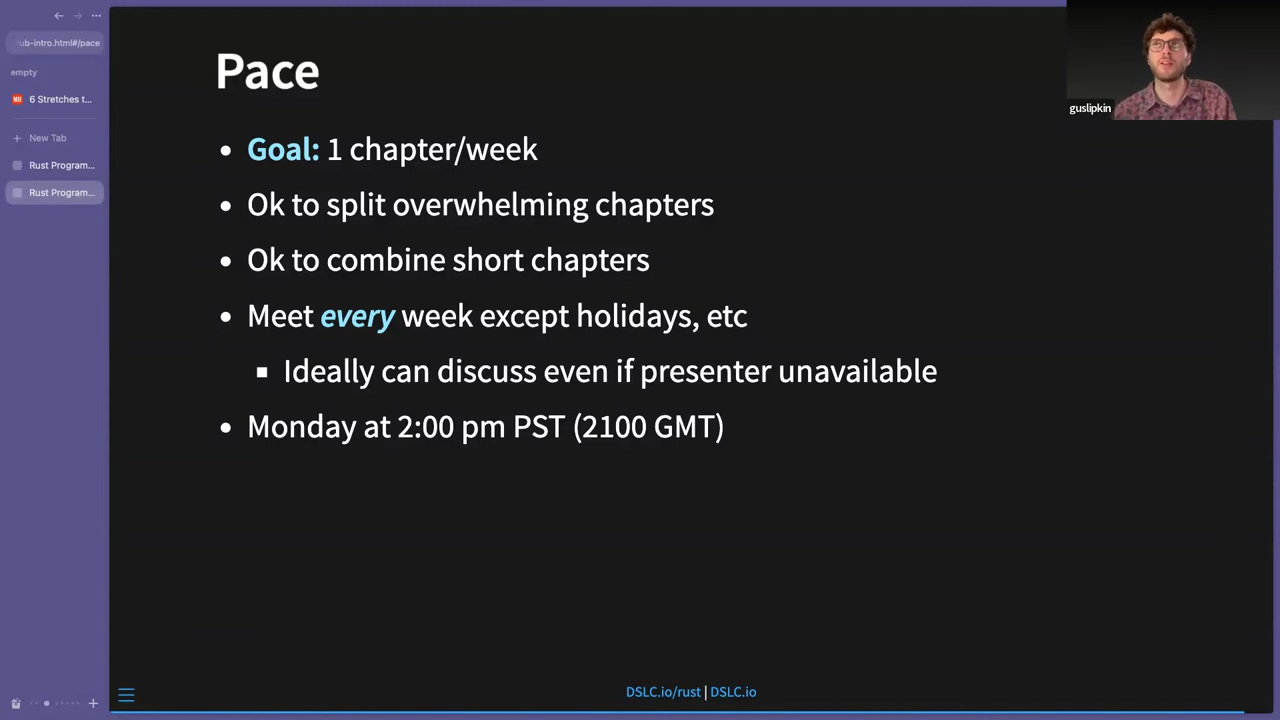 ub-intro.html#/pace
empty
6 Stretches t...
New Tab
Rust Program...
Rust Program...
Pace
Goal: 1 chapter/week
Ok to split overwhelming chapters
Ok to combine short chapters
Meet every week except holidays, etc
Ideally can discuss even if presenter unavailable
Monday at 2:00 pm PST (2100 GMT)
DSLC.io/rust | DSLC.io
guslipkin